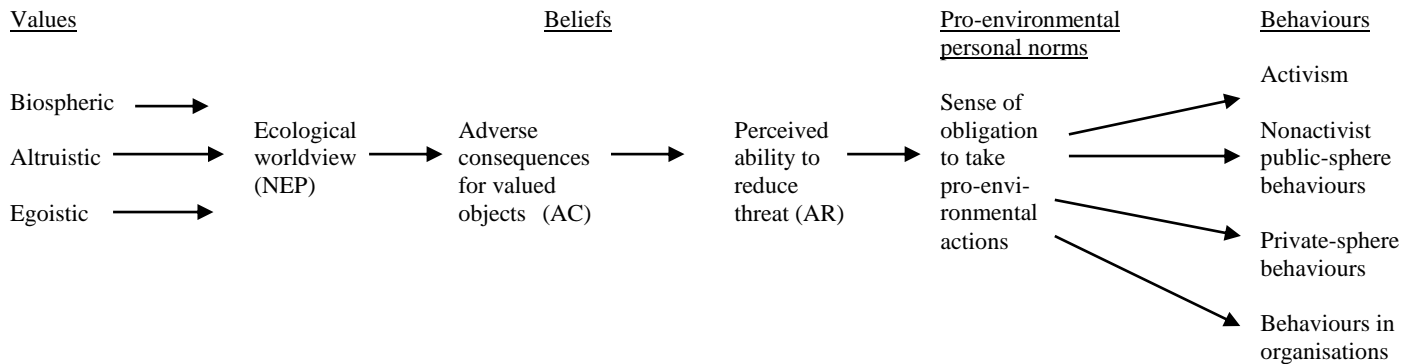 Values
Beliefs
Pro-environmental
personal norms
Behaviours
Biospheric
Altruistic
Egoistic
Ecological
worldview
(NEP)
Adverse
consequences
for valued
objects (AC)
Perceived
ability to
reduce
threat (AR)
Sense of
obligation
to take
pro-envi-
ronmental
actions
Activism
Nonactivist
public-sphere
behaviours
Private-sphere
behaviours
Behaviours in
organisations